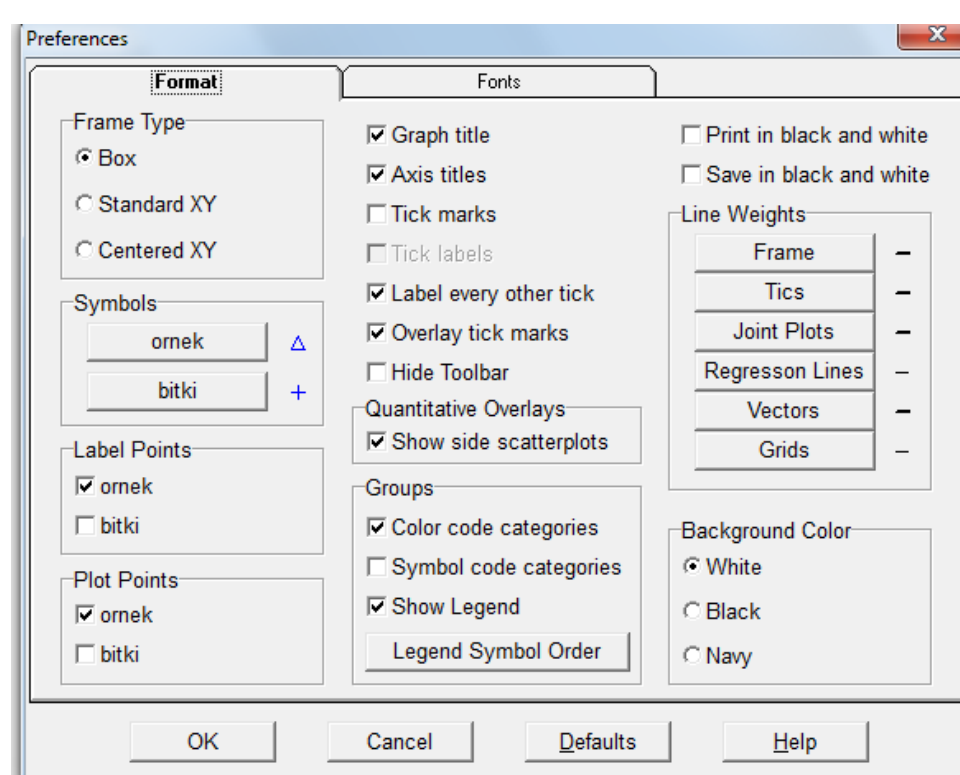 Preferences
Format
Fonts
Frame Type
Box
Standard XY
Centered XY
Symbols
ornek
bitki
Label Points
ornek
bitki
Plot Points
ornek
bitki
Graph title
Axis titles
Tick marks
Tick labels
Label every other tick
Overlay tick marks
Hide Toolbar
Quantitative Overlays
Show side scatterplots
Groups
Color code categories
Symbol code categories
Show Legend
Legend Symbol Order
Print in black and white
Save in black and white
Line Weights
Frame
Tics
Joint Plots
Regresson Lines
Vectors
Grids
Background Color
White
Black
Navy
OK
Cancel
Defaults
Help